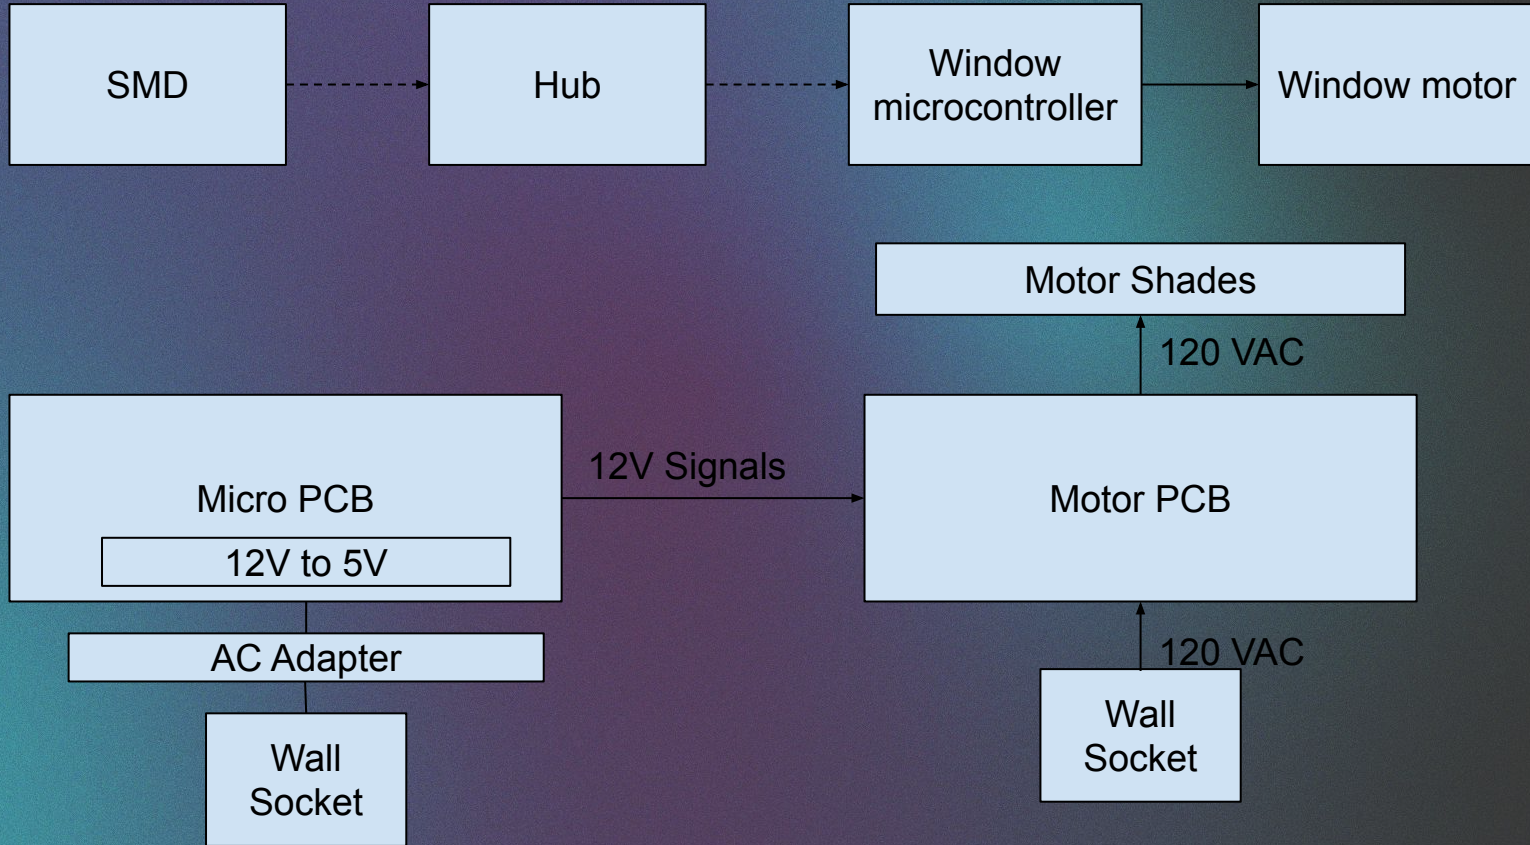 SMD
Hub
Window
microcontroller
Window motor
Motor Shades
120 VAC
12V Signals
Micro PCB
12V to 5V
Motor PCB
AC Adapter
120 VAC
Wall
Socket
Wall
Socket